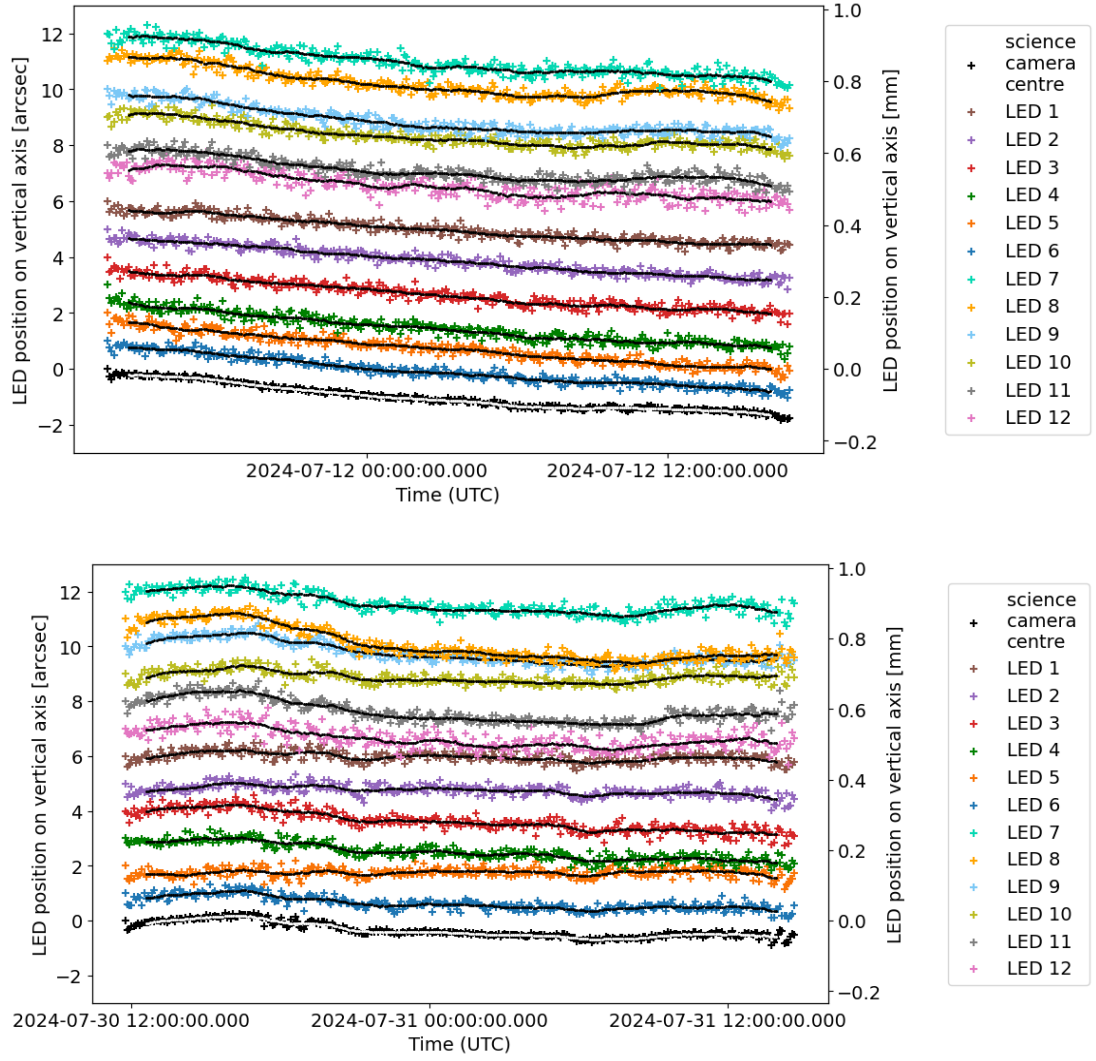 LED position on vertical axis [arcsec]
12
10
8
6
4
2
0
−2
1.0
0.8
0.6
0.4
0.2
0.0
−0.2
LED position on vertical axis [mm]
2024-07-12 00:00:00.000
2024-07-12 12:00:00.000
Time (UTC)
science
camera
centre
LED 1
LED 2
LED 3
LED 4
LED 5
LED 6
LED 7
LED 8
LED 9
LED 10
LED 11
LED 12
LED position on vertical axis [arcsec]
12
10
8
6
4
2
0
−2
1.0
0.8
0.6
0.4
0.2
0.0
−0.2
LED position on vertical axis [mm]
2024-07-30 12:00:00.000
2024-07-31 00:00:00.000
2024-07-31 12:00:00.000
Time (UTC)
science
camera
centre
LED 1
LED 2
LED 3
LED 4
LED 5
LED 6
LED 7
LED 8
LED 9
LED 10
LED 11
LED 12